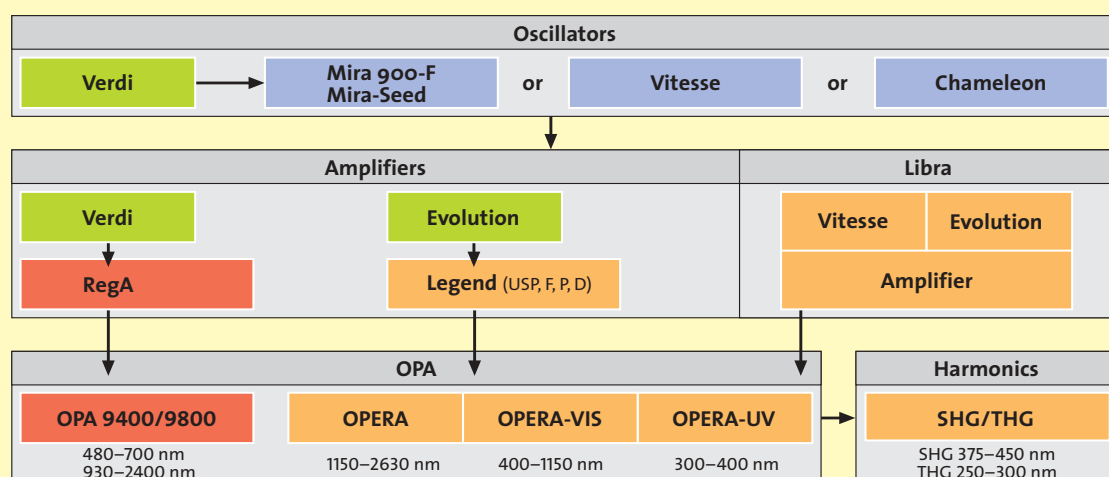 Oscillators
Verdi
Mira 900-F
Mira-Seed
or
Vitesse
or
Chameleon
Amplifiers
Libra
Verdi
Evolution
Vitesse
Evolution
RegA
Legend (USP, F, P, D)
Amplifier
OPA
Harmonics
OPA 9400/9800
OPERA
OPERA-VIS
OPERA-UV
SHG/THG
480–700 nm
930–2400 nm
1150–2630 nm
400–1150 nm
300–400 nm
SHG 375–450 nm
THG 250–300 nm